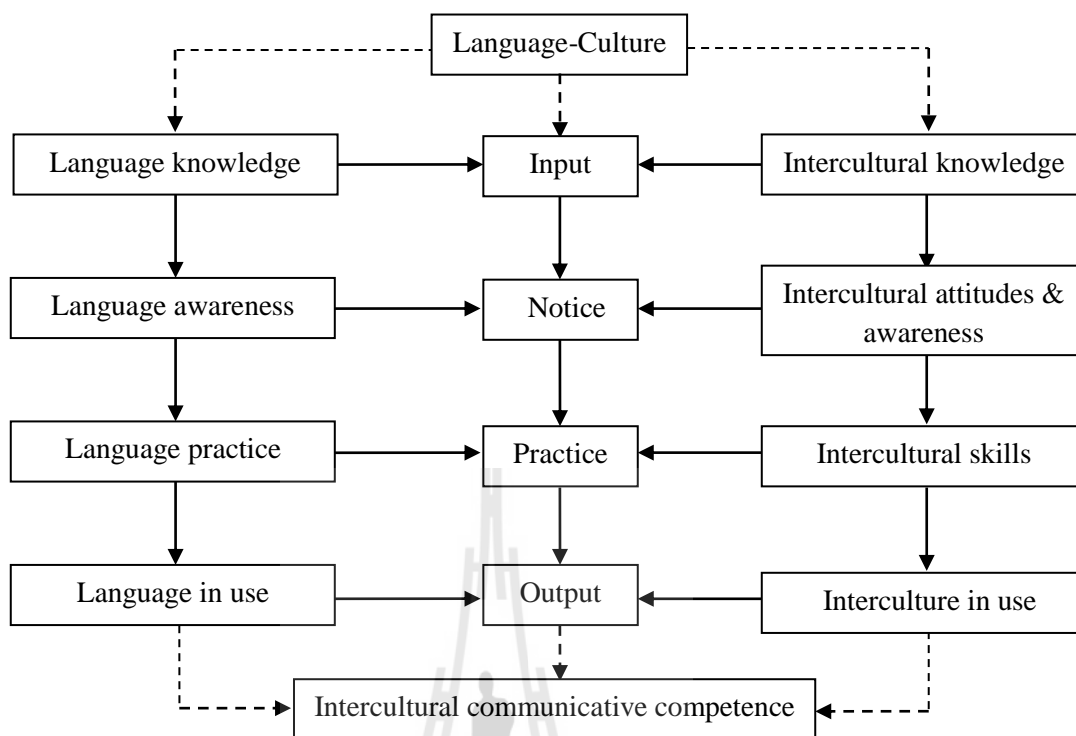 Language-Culture
Language knowledge
Input
Intercultural knowledge
Language awareness
Notice
Intercultural attitudes &
awareness
Language practice
Practice
Intercultural skills
Language in use
Output
Interculture in use
Intercultural communicative competence